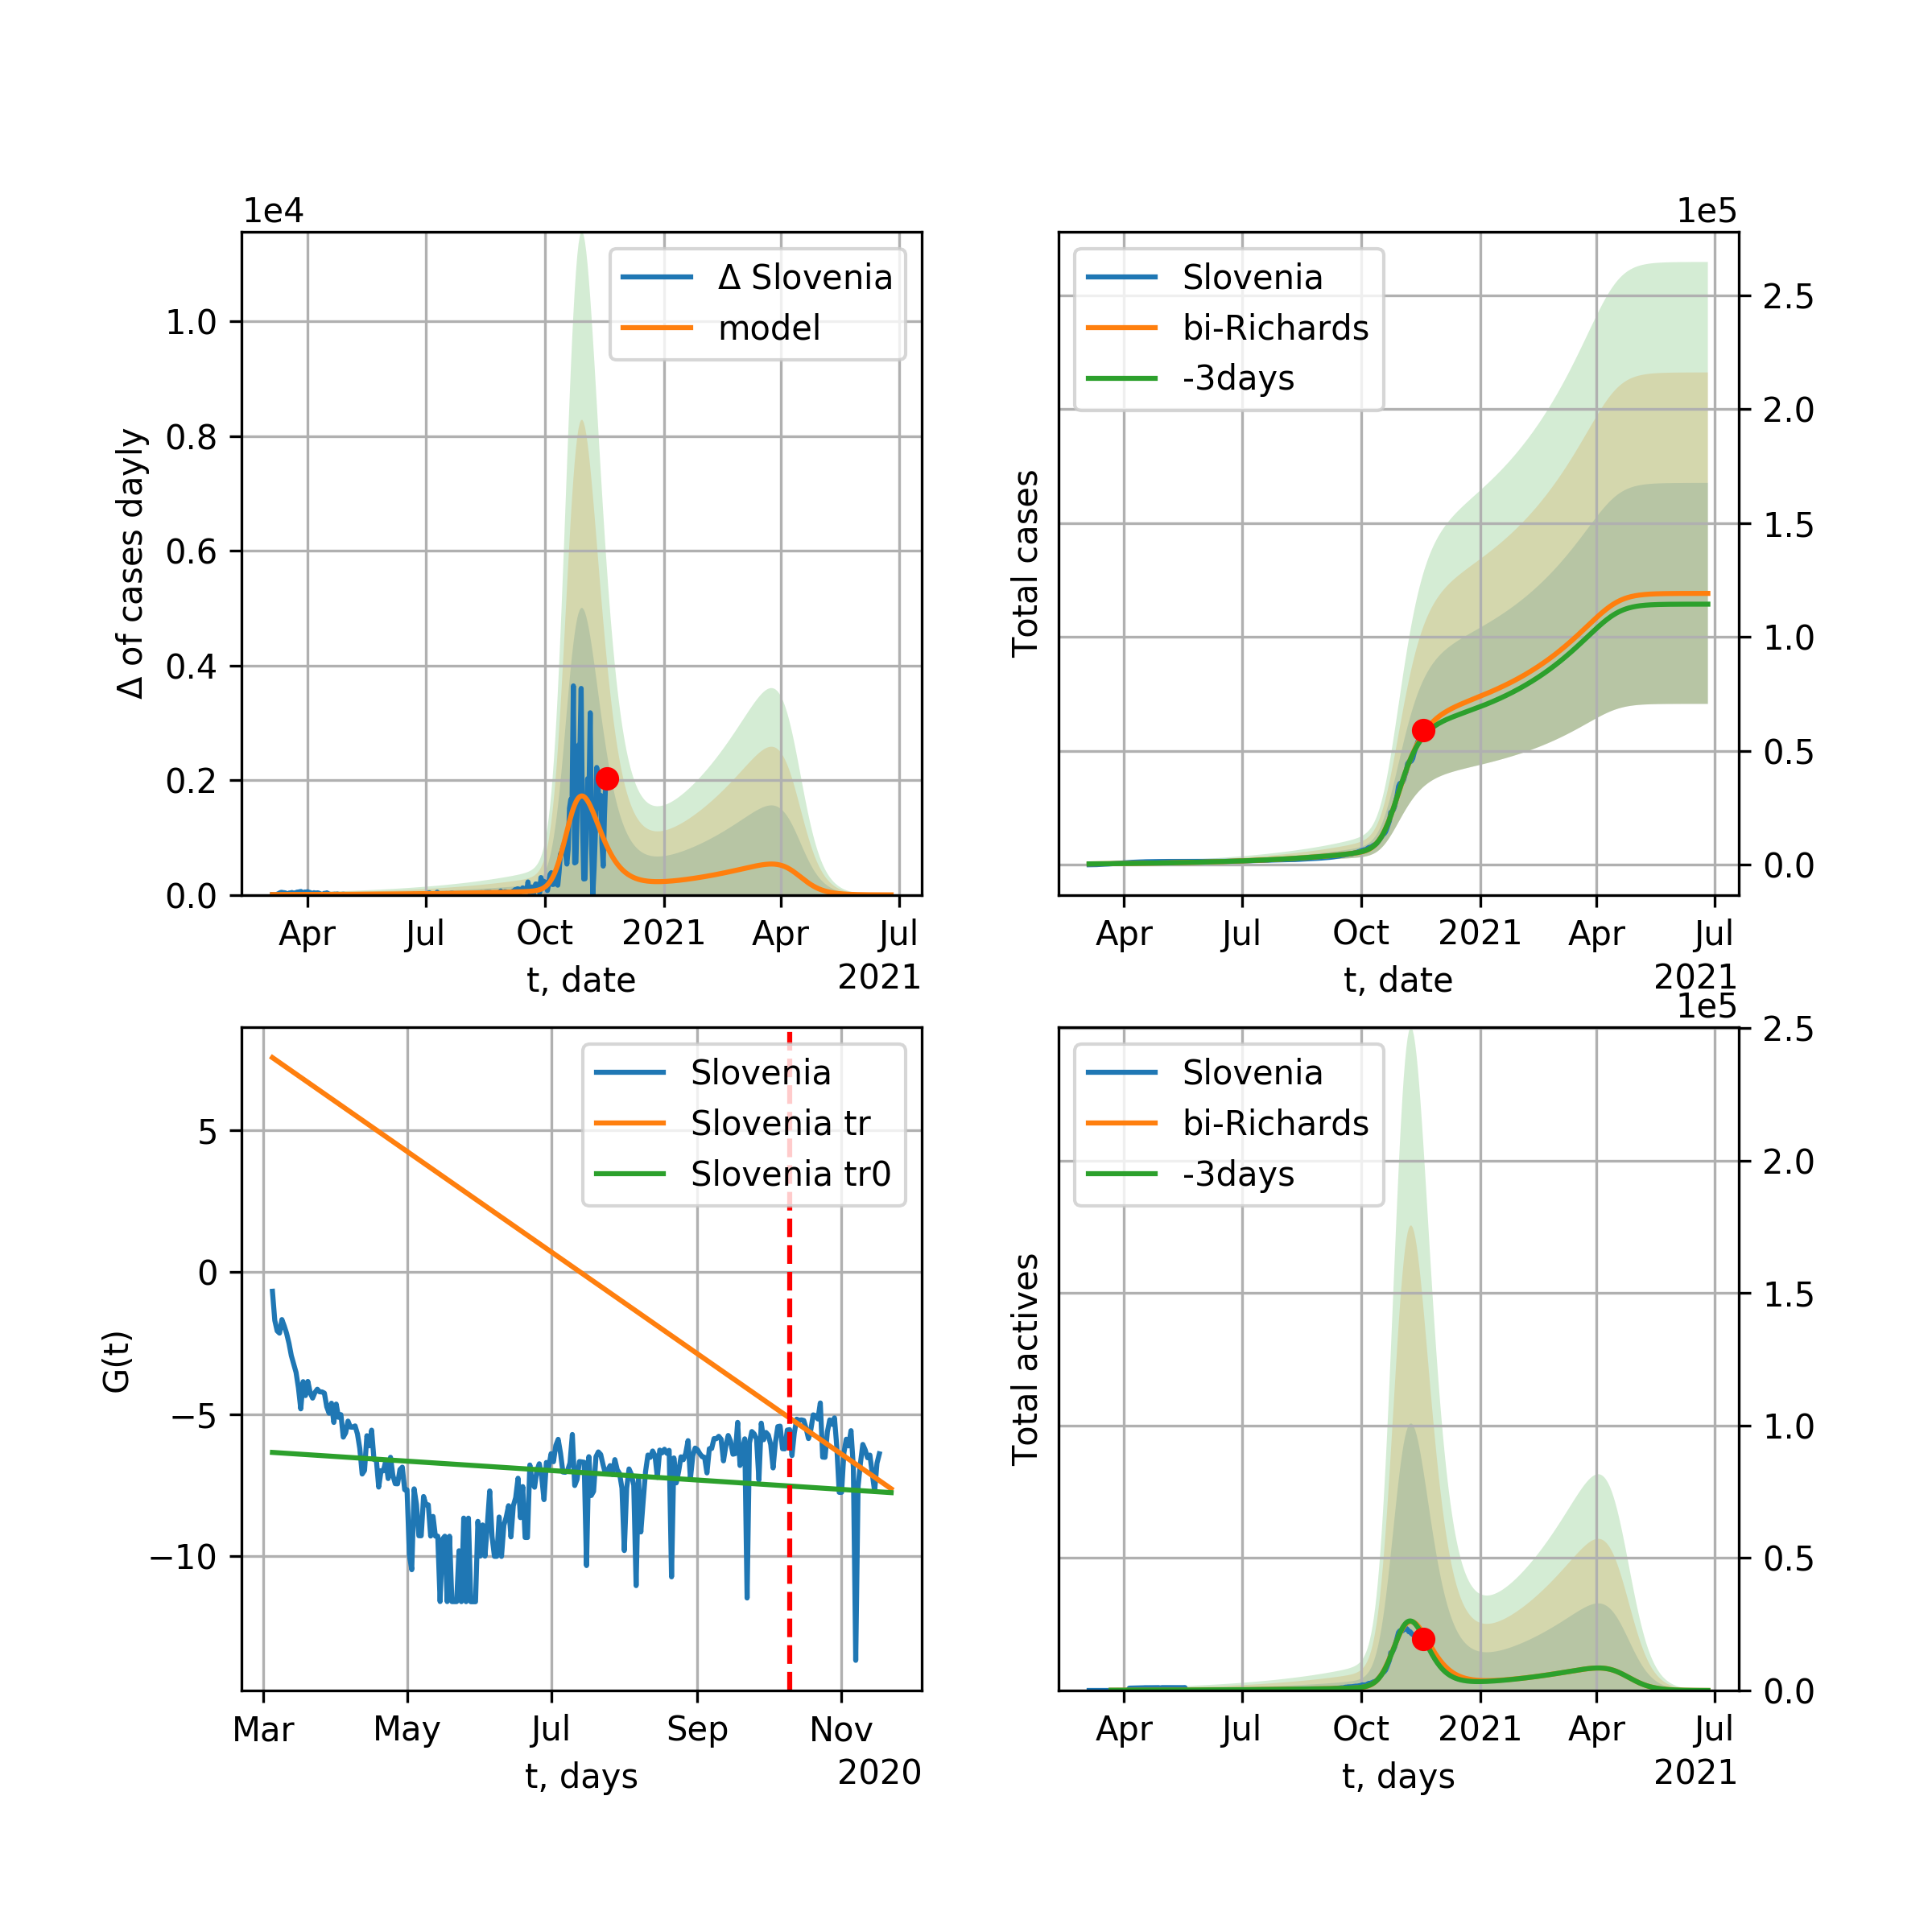 1e4
Δ of cases dayly
1.0
0.8
0.6
0.4
0.2
0.0
Δ Slovenia
model
Apr Jul Oct 2021 Apr Jul
t, date
2021
1e5
Total cases
Slovenia
bi-Richards
-3days
2.5
2.0
1.5
1.0
0.5
0.0
Apr Jul Oct 2021 Apr Jul
t, date
2021
G(t)
5
0
−5
−10
Slovenia
Slovenia tr
Slovenia tr0
Mar May Jul Sep Nov
t, days
2020
1e5
Total actives
Slovenia
bi-Richards
-3days
2.5
2.0
1.5
1.0
0.5
0.0
Apr Jul Oct 2021 Apr Jul
t, days
2021